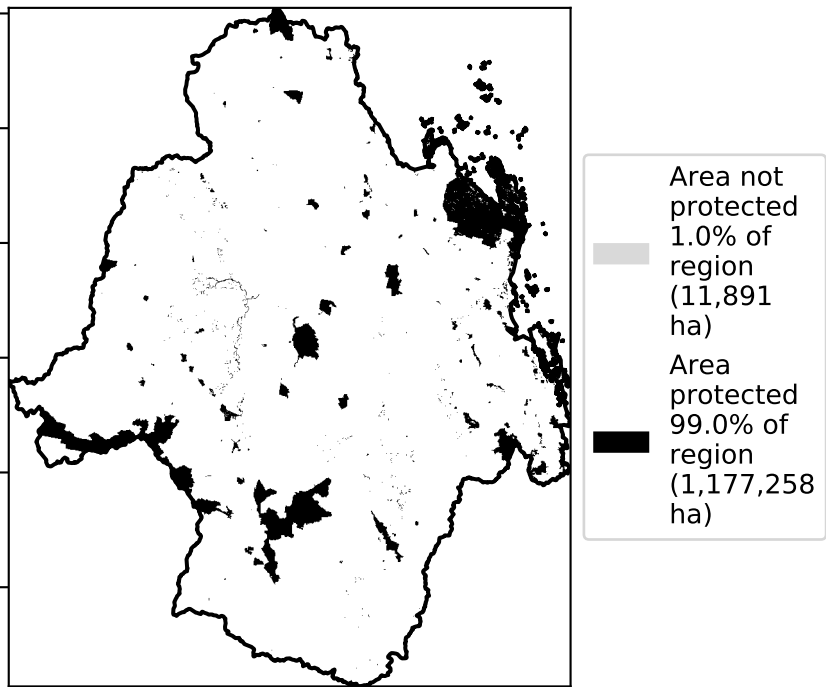 Area not
protected
1.0% of
region
(11,891
ha)
Area
protected
99.0% of
region
(1,177,258
ha)